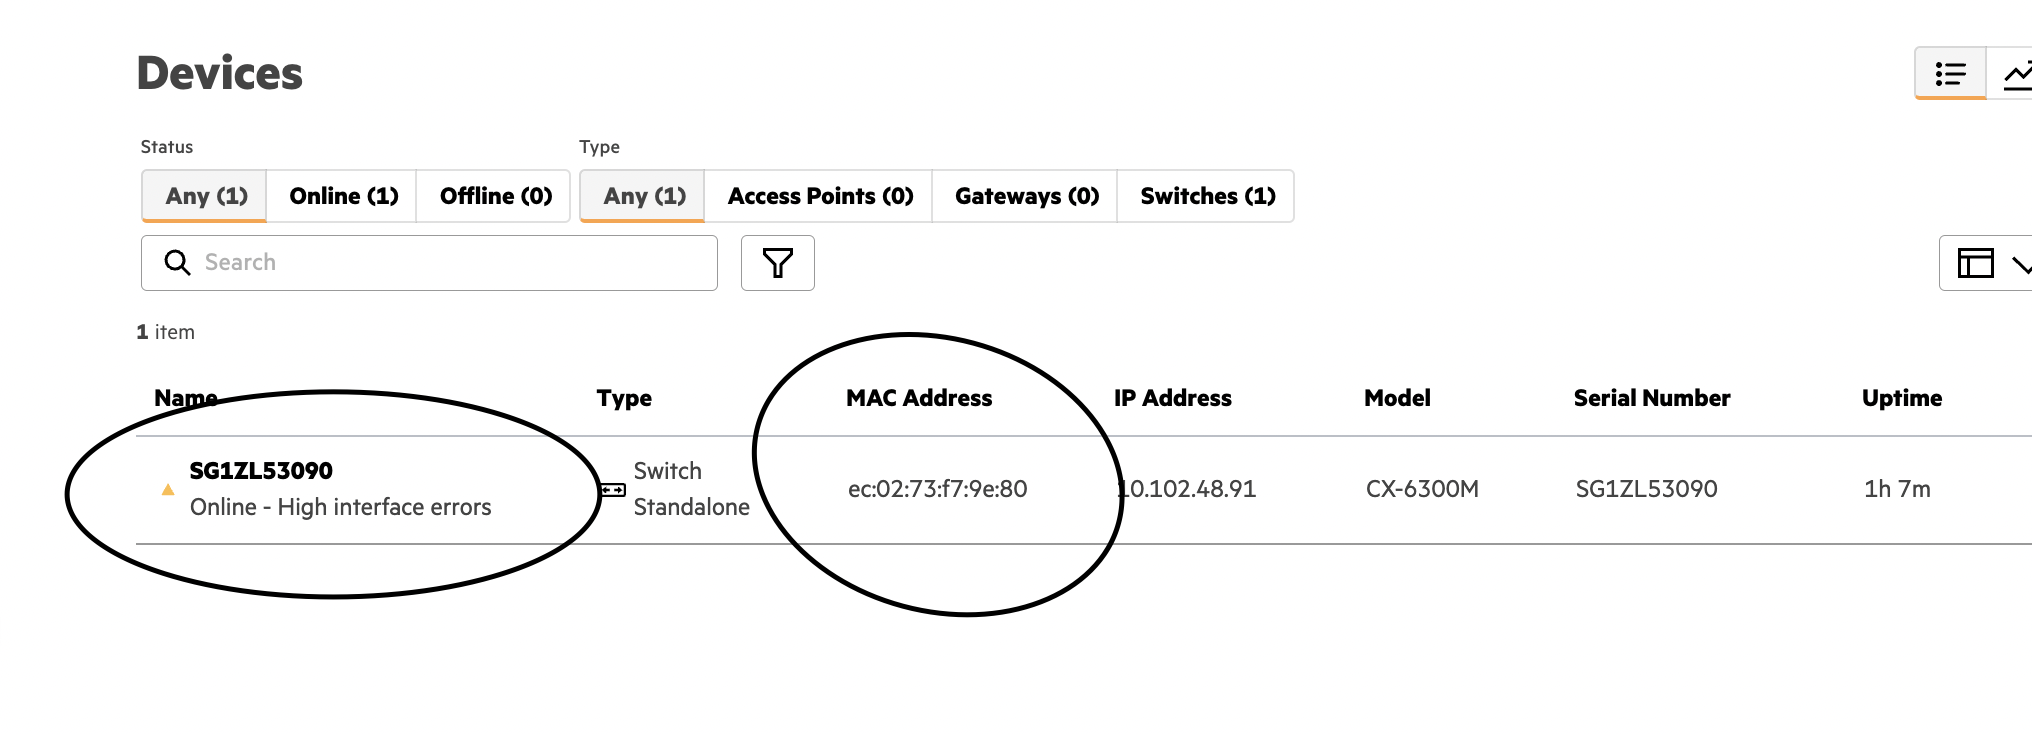 Devices
Status
Type
Any (1) Online (1) Offline (0)
Any (1) Access Points (0) Gateways (0) Switches (1)
Search
1 item
Name Type MAC Address IP Address Model Serial Number Uptime
SG1ZL53090
Online - High interface errors
Switch
Standalone
ec:02:73:f7:9e:80
10.102.48.91
CX-6300M
SG1ZL53090
1h 7m